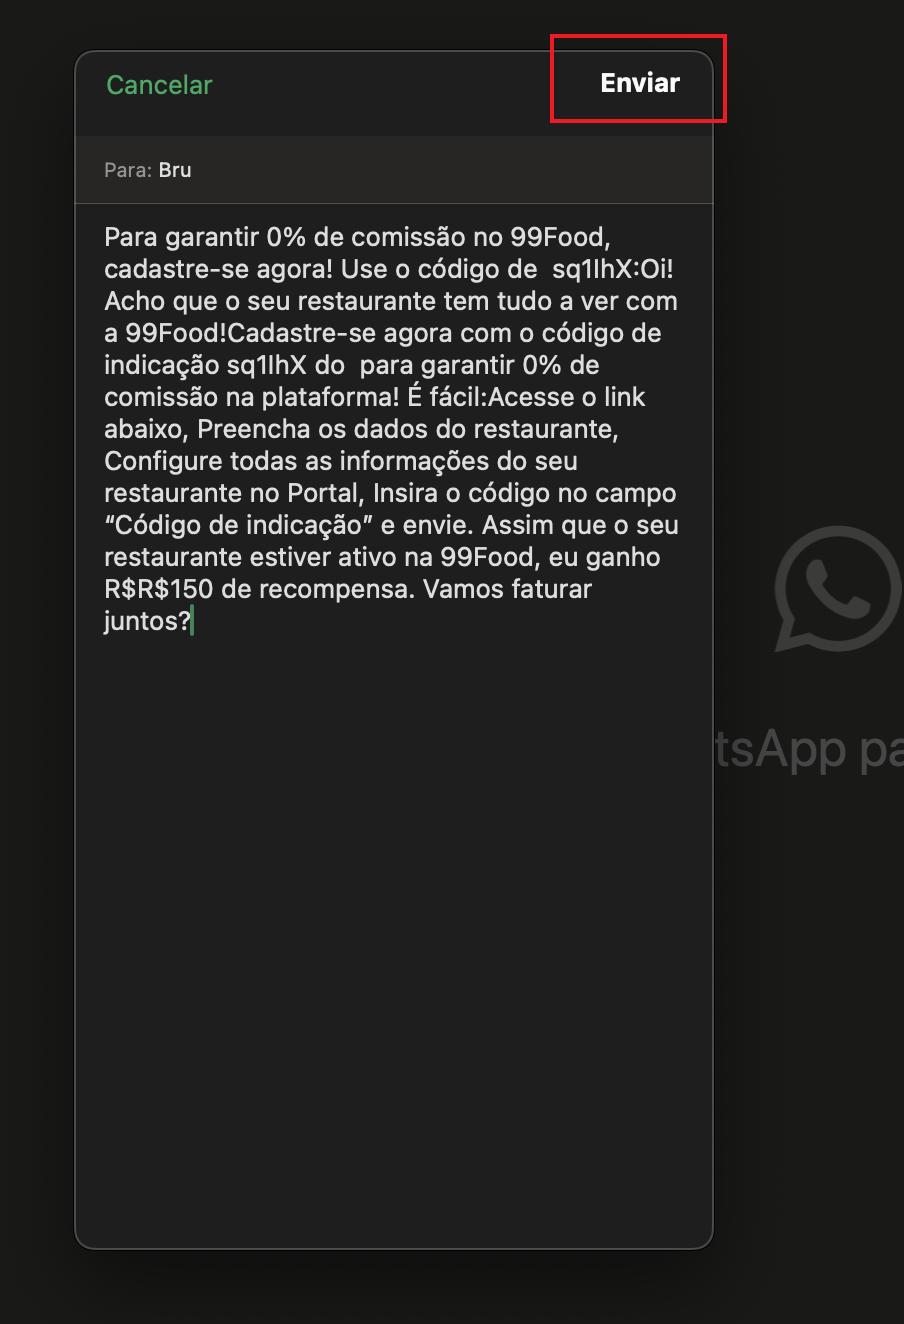 Cancelar
Enviar
Para: Bru
Para garantir 0% de comissão no 99Food,
cadastre-se agora! Use o código de  sq1IhX:Oi!
Acho que o seu restaurante tem tudo a ver com
a 99Food!Cadastre-se agora com o código de
indicação sq1IhX do  para garantir 0% de
comissão na plataforma! É fácil:Acesse o link
abaixo, Preencha os dados do restaurante,
Configure todas as informações do seu
restaurante no Portal, Insira o código no campo
“Código de indicação” e envie. Assim que o seu
restaurante estiver ativo na 99Food, eu ganho
R$R$150 de recompensa. Vamos faturar
juntos?
tsApp pa